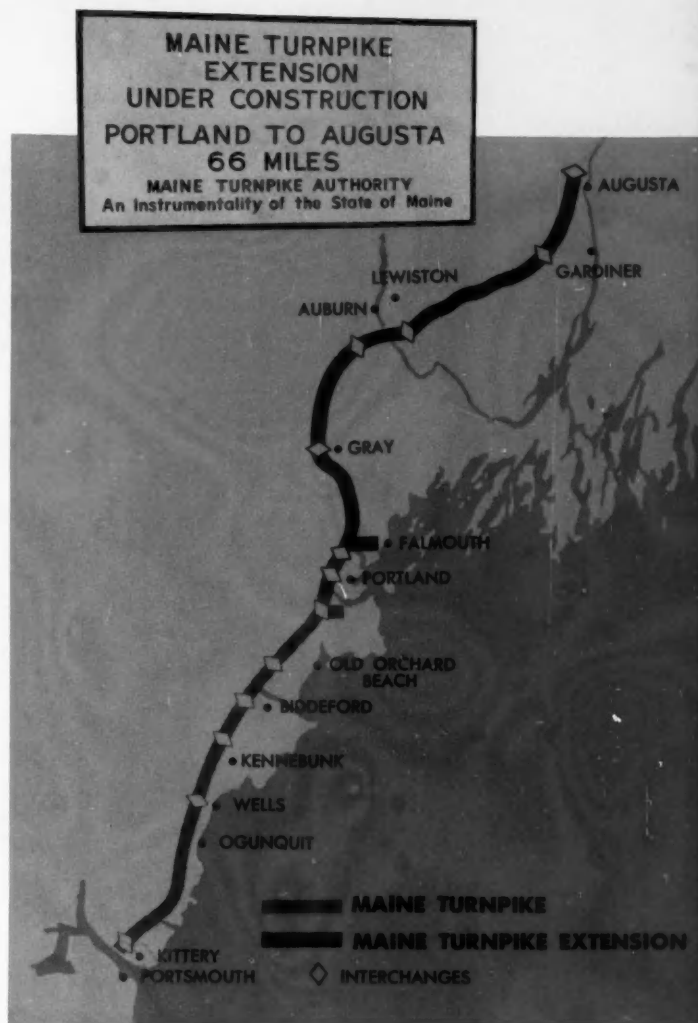 MAINE TURNPIKE
EXTENSION
UNDER CONSTRUCTION
PORTLAND TO AUGUSTA
66 MILES
MAINE TURNPIKE AUTHORITY
An Instrumentality of the State of Maine
AUGUSTA
GARDINER
LEWISTON
AUBURN
GRAY
FALMOUTH
PORTLAND
OLD ORCHARD
BEACH
BIDDEFORD
KENNEBUNK
WELLS
OGUNQUIT
MAINE TURNPIKE
MAINE TURNPIKE EXTENSION
KITTERY
PORTSMOUTH
INTERCHANGES